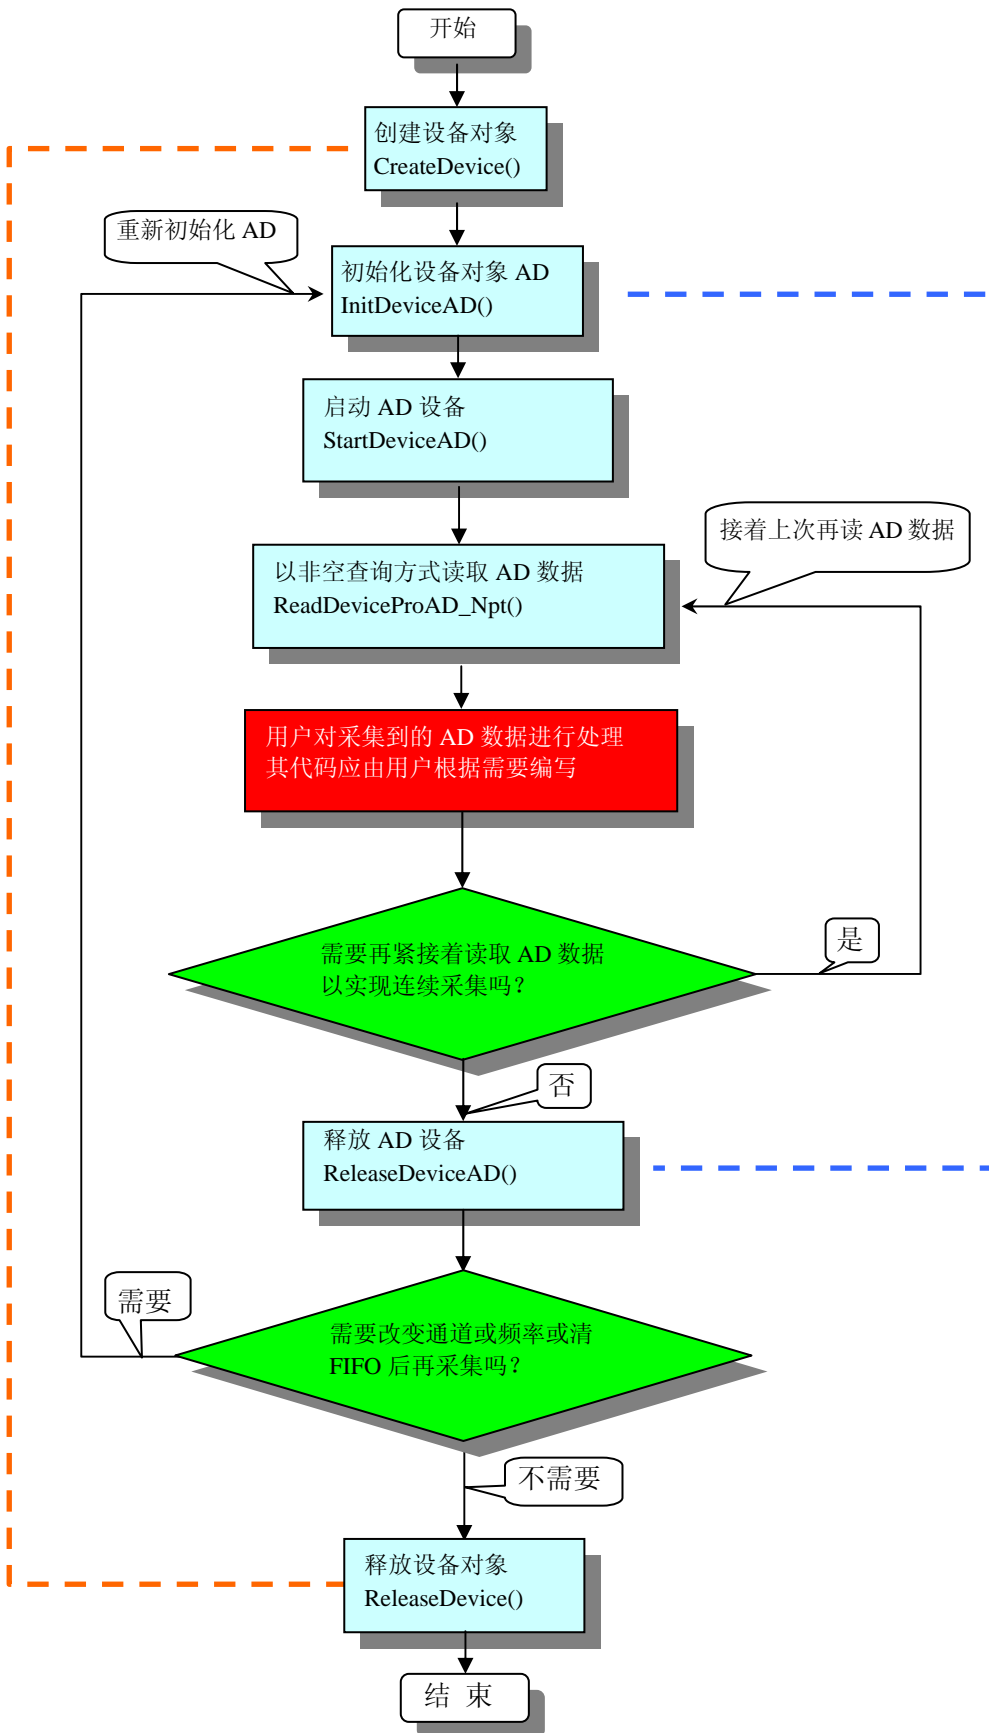 开始
创建设备对象
CreateDevice()
重新初始化 AD
初始化设备对象 AD
InitDeviceAD()
启动 AD 设备
StartDeviceAD()
接着上次再读 AD 数据
以非空查询方式读取 AD 数据
ReadDeviceProAD_Npt()
用户对采集到的 AD 数据进行处理
其代码应由用户根据需要编写
需要再紧接着读取 AD 数据
以实现连续采集吗？
是
否
释放 AD 设备
ReleaseDeviceAD()
需要
需要改变通道或频率或清
FIFO 后再采集吗？
不需要
释放设备对象
ReleaseDevice()
结 束